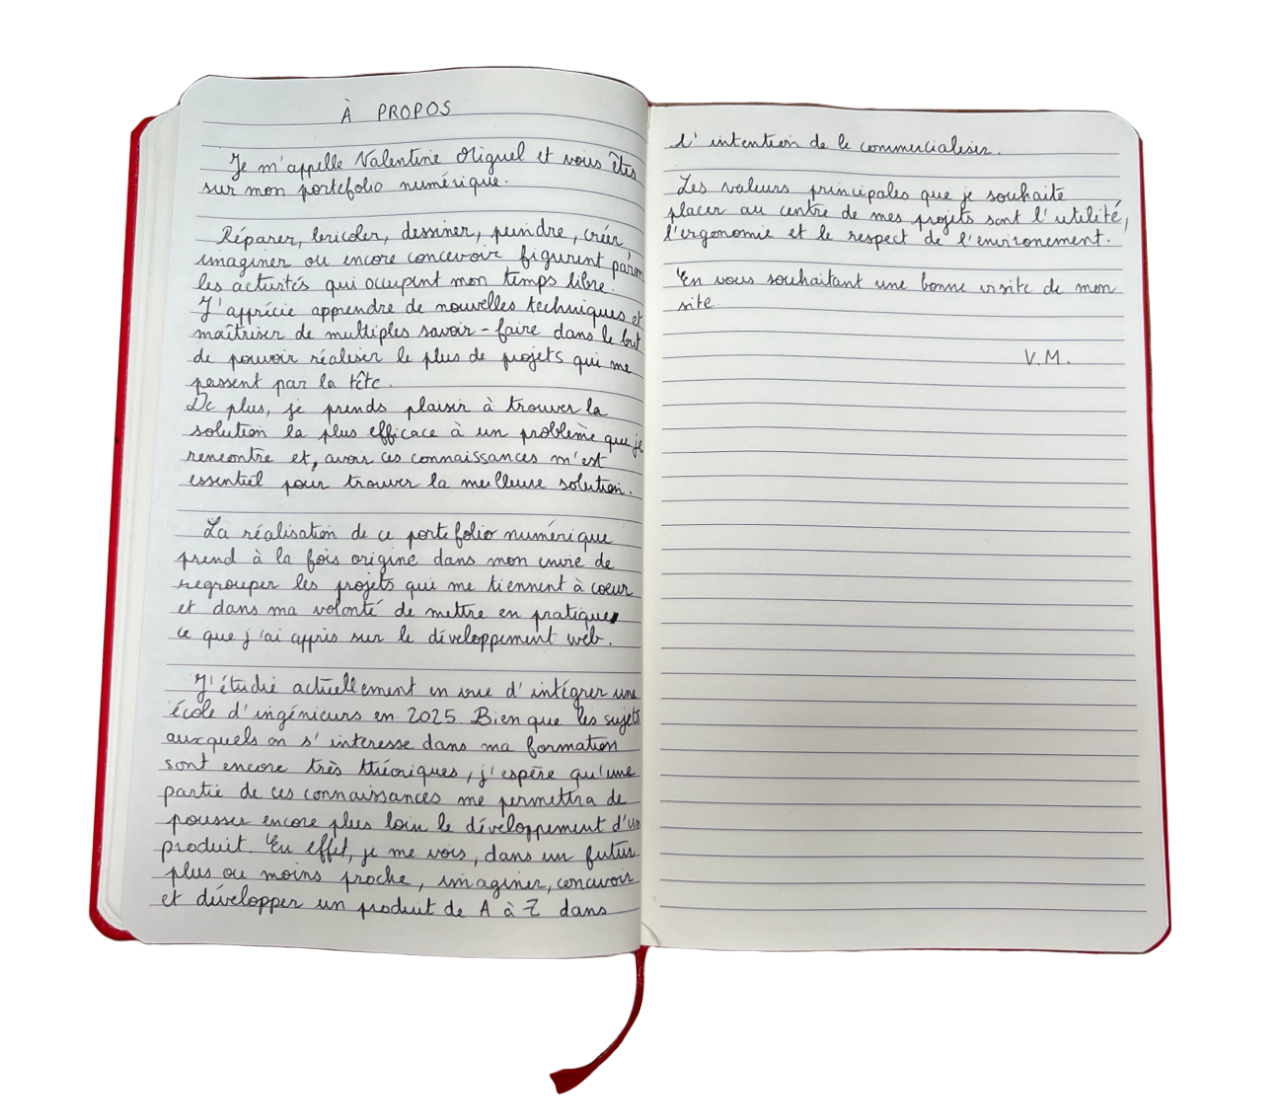 À PROPOS
Je m'appelle Valentine Miguel et vous êtes
sur mon portefolio numérique.
Réparer, bricoler, dessiner, peindre, créer
imaginer ou encore concevoir figurent parmi
les activités qui occupent mon temps libre.
J'apprécie apprendre de nouvelles techniques et
maîtriser de multiples savoir-faire dans le but
de pouvoir réaliser le plus de projets qui me
passent par la tête.
De plus, je prends plaisir à trouver la
solution la plus efficace à un problème que je
rencontre et, avoir ces connaissances m'est
essentiel pour trouver la meilleure solution.
La réalisation de ce portefolio numérique
prend à la fois origine dans mon envie de
regrouper les projets qui me tiennent à coeur
et dans ma volonté de mettre en pratique
ce que j'ai appris sur le développement web.
J'étudie actuellement en vue d'intégrer une
école d'ingénieurs en 2025. Bien que les sujets
auxquels on s'interesse dans ma formation
sont encore très théoriques, j'espère qu'une
partie de ces connaissances me permettra de
pousser encore plus loin le développement d'un
produit. En effet, je me vois, dans un futur
plus ou moins proche, imaginer, concevoir
et développer un produit de A à Z dans
l'intention de le commercialiser.
Les valeurs principales que je souhaite
placer au centre de mes projets sont l'utilité,
l'ergonomie et le respect de l'environement.
En vous souhaitant une bonne visite de mon
site.
V.M.